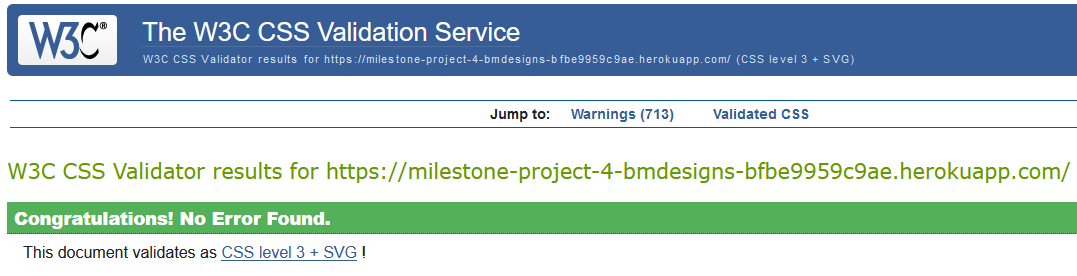 W3C®
The W3C CSS Validation Service
W3C CSS Validator results for https://milestone-project-4-bmdesigns-bfbe9959c9ae.herokuapp.com/ (CSS level 3 + SVG)
Jump to: Warnings (713) Validated CSS
W3C CSS Validator results for https://milestone-project-4-bmdesigns-bfbe9959c9ae.herokuapp.com/
Congratulations! No Error Found.
This document validates as CSS level 3 + SVG !